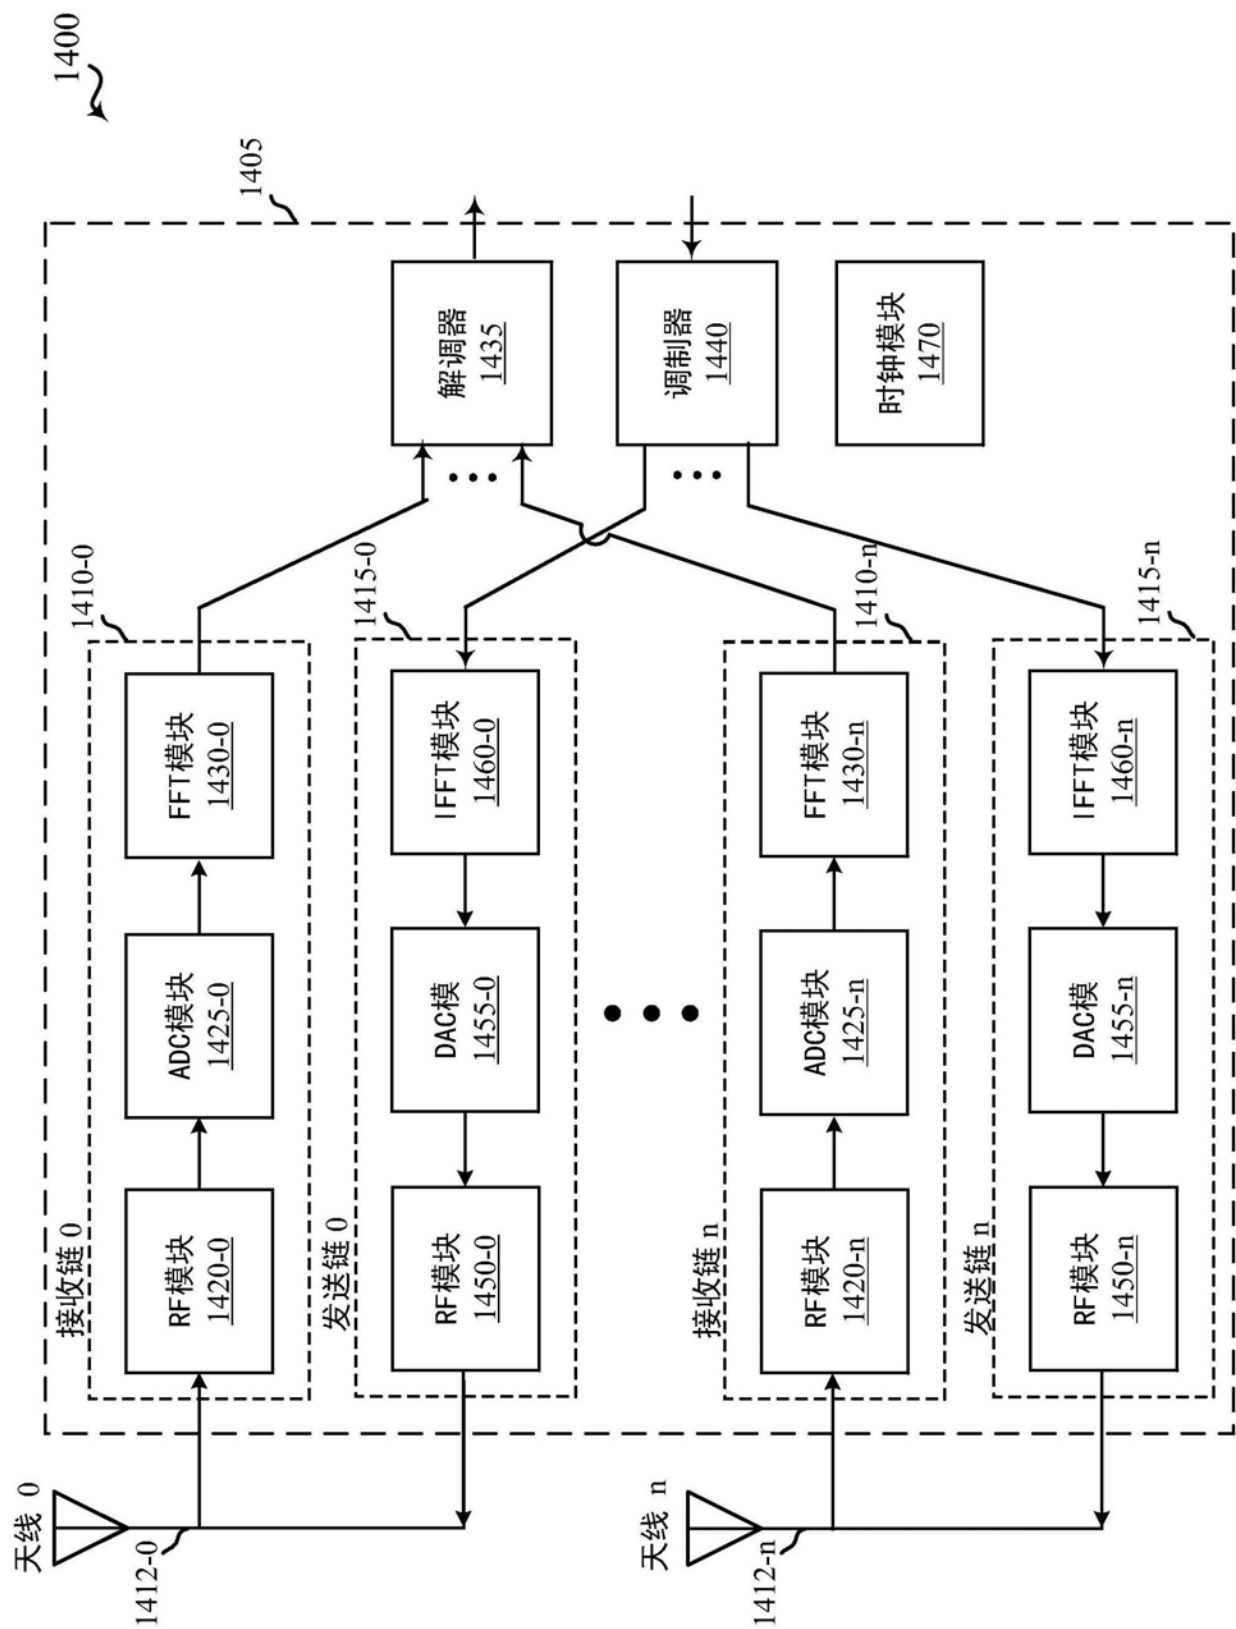 1400
1405
天线 0
1412-0
接收链 0
1410-0
RF模块
1420-0
ADC模块
1425-0
FFT模块
1430-0
解调器
1435
发送链 0
1415-0
RF模块
1450-0
DAC模
1455-0
IFFT模块
1460-0
调制器
1440
天线 n
1412-n
接收链 n
1410-n
RF模块
1420-n
ADC模块
1425-n
FFT模块
1430-n
时钟模块
1470
发送链 n
1415-n
RF模块
1450-n
DAC模
1455-n
IFFT模块
1460-n